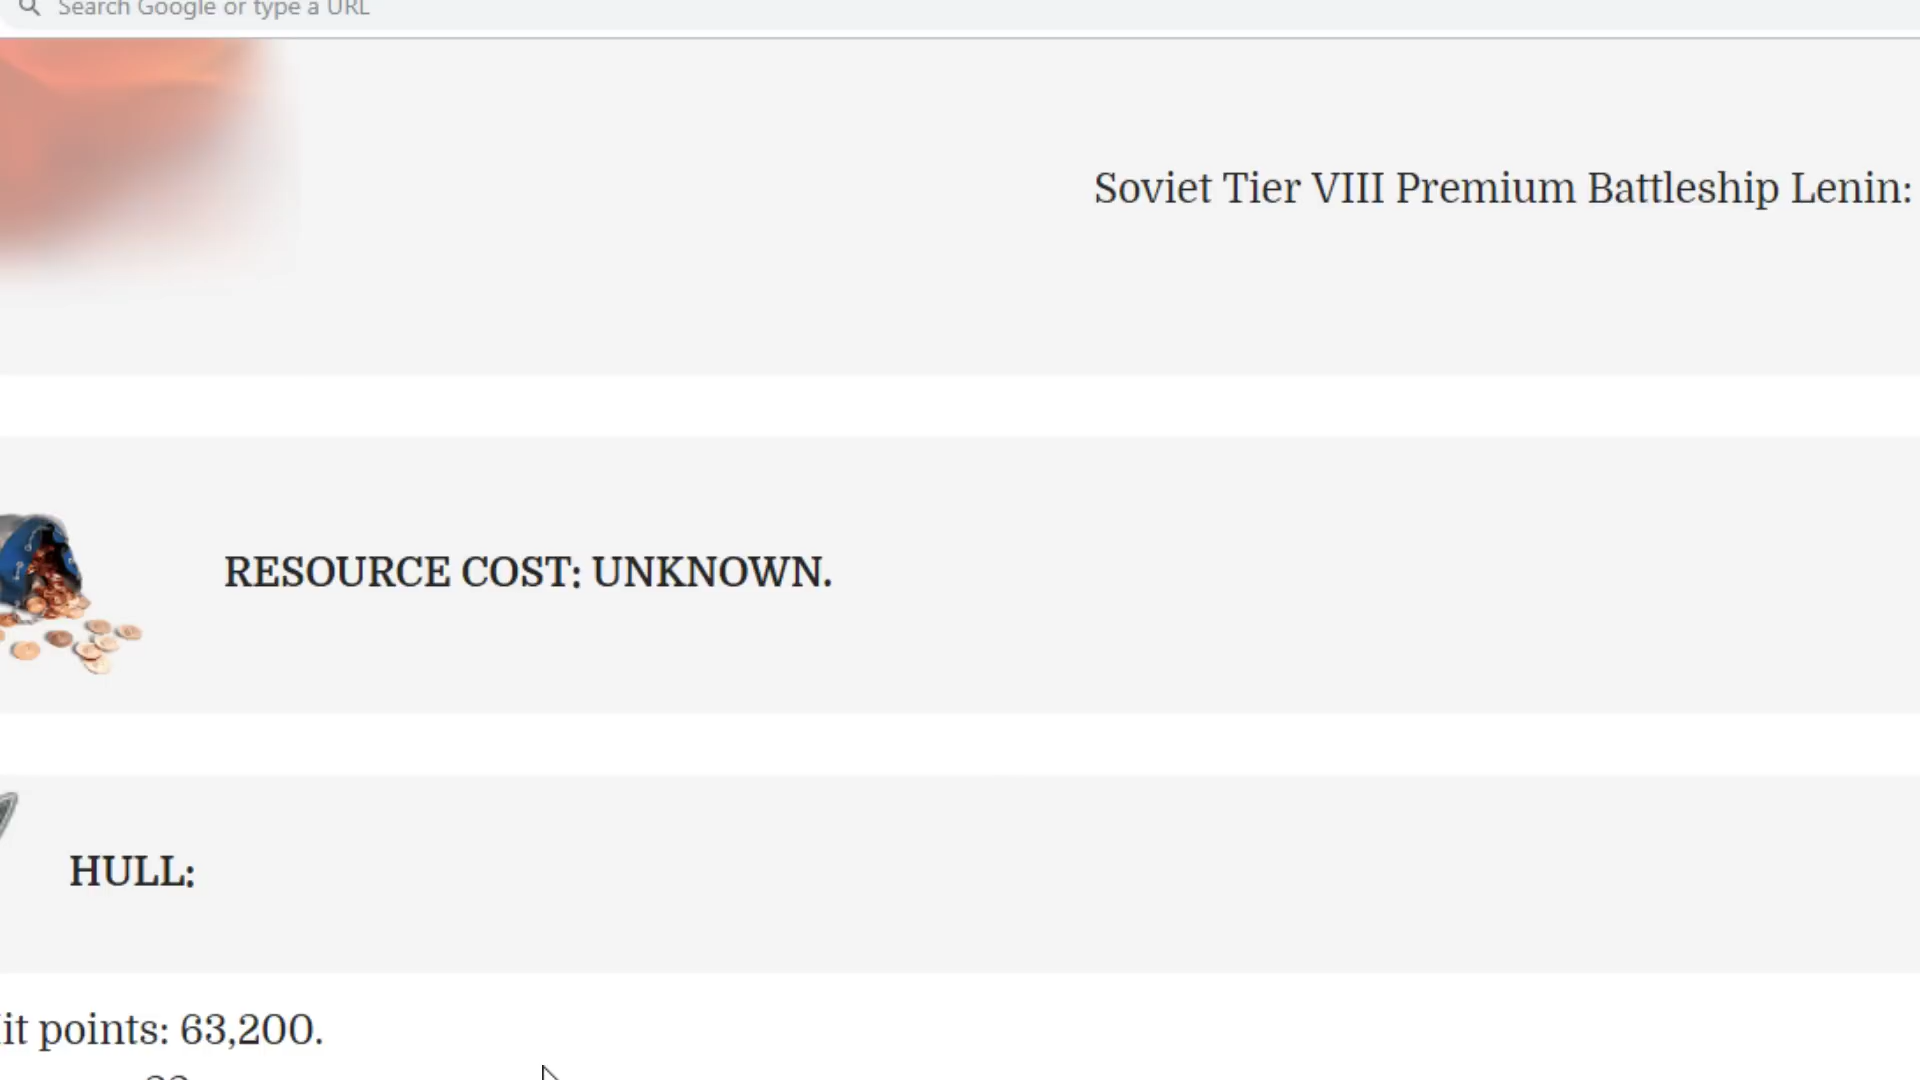 Search Google or type a URL
Soviet Tier VIII Premium Battleship Lenin:
RESOURCE COST: UNKNOWN.
HULL:
it points: 63,200.